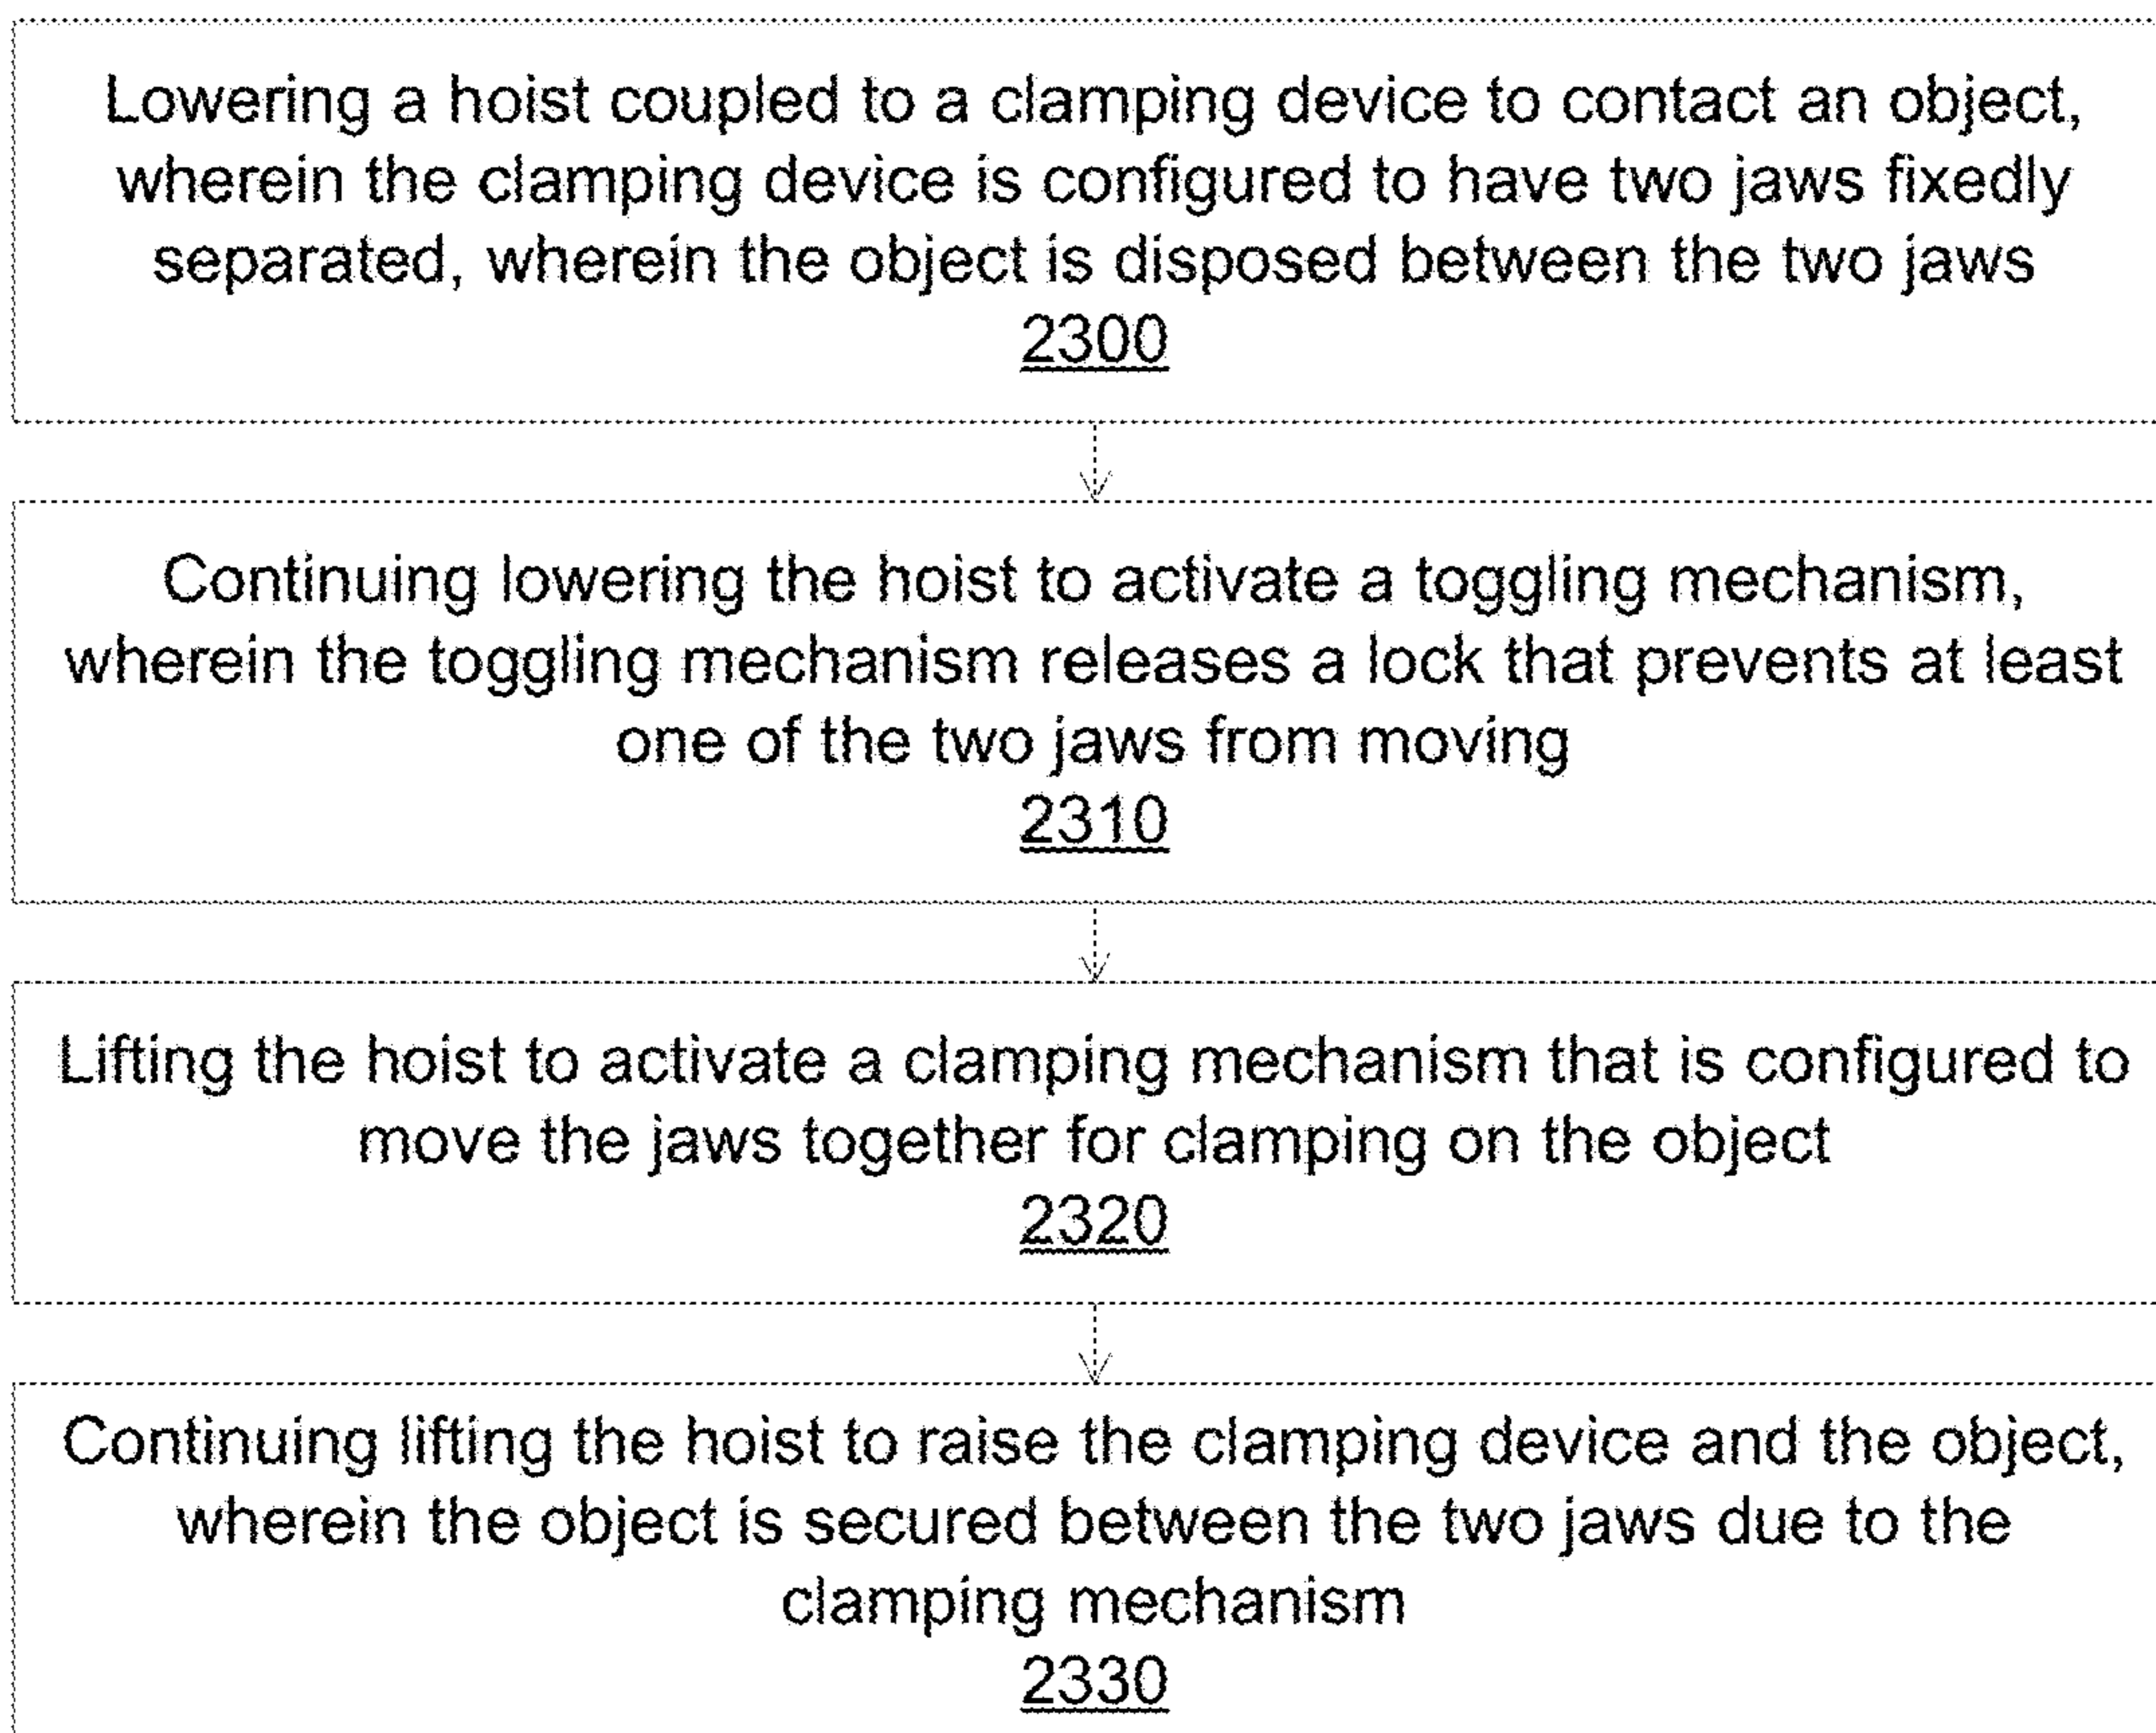 Lowering a hoist coupled to a clamping device to contact an object,
wherein the clamping device is configured to have two jaws fixedly
separated, wherein the object is disposed between the two jaws
2300
Continuing lowering the hoist to activate a toggling mechanism,
wherein the toggling mechanism releases a lock that prevents at least
one of the two jaws from moving
2310
Lifting the hoist to activate a clamping mechanism that is configured to
move the jaws together for clamping on the object
2320
Continuing lifting the hoist to raise the clamping device and the object,
wherein the object is secured between the two jaws due to the
clamping mechanism
2330